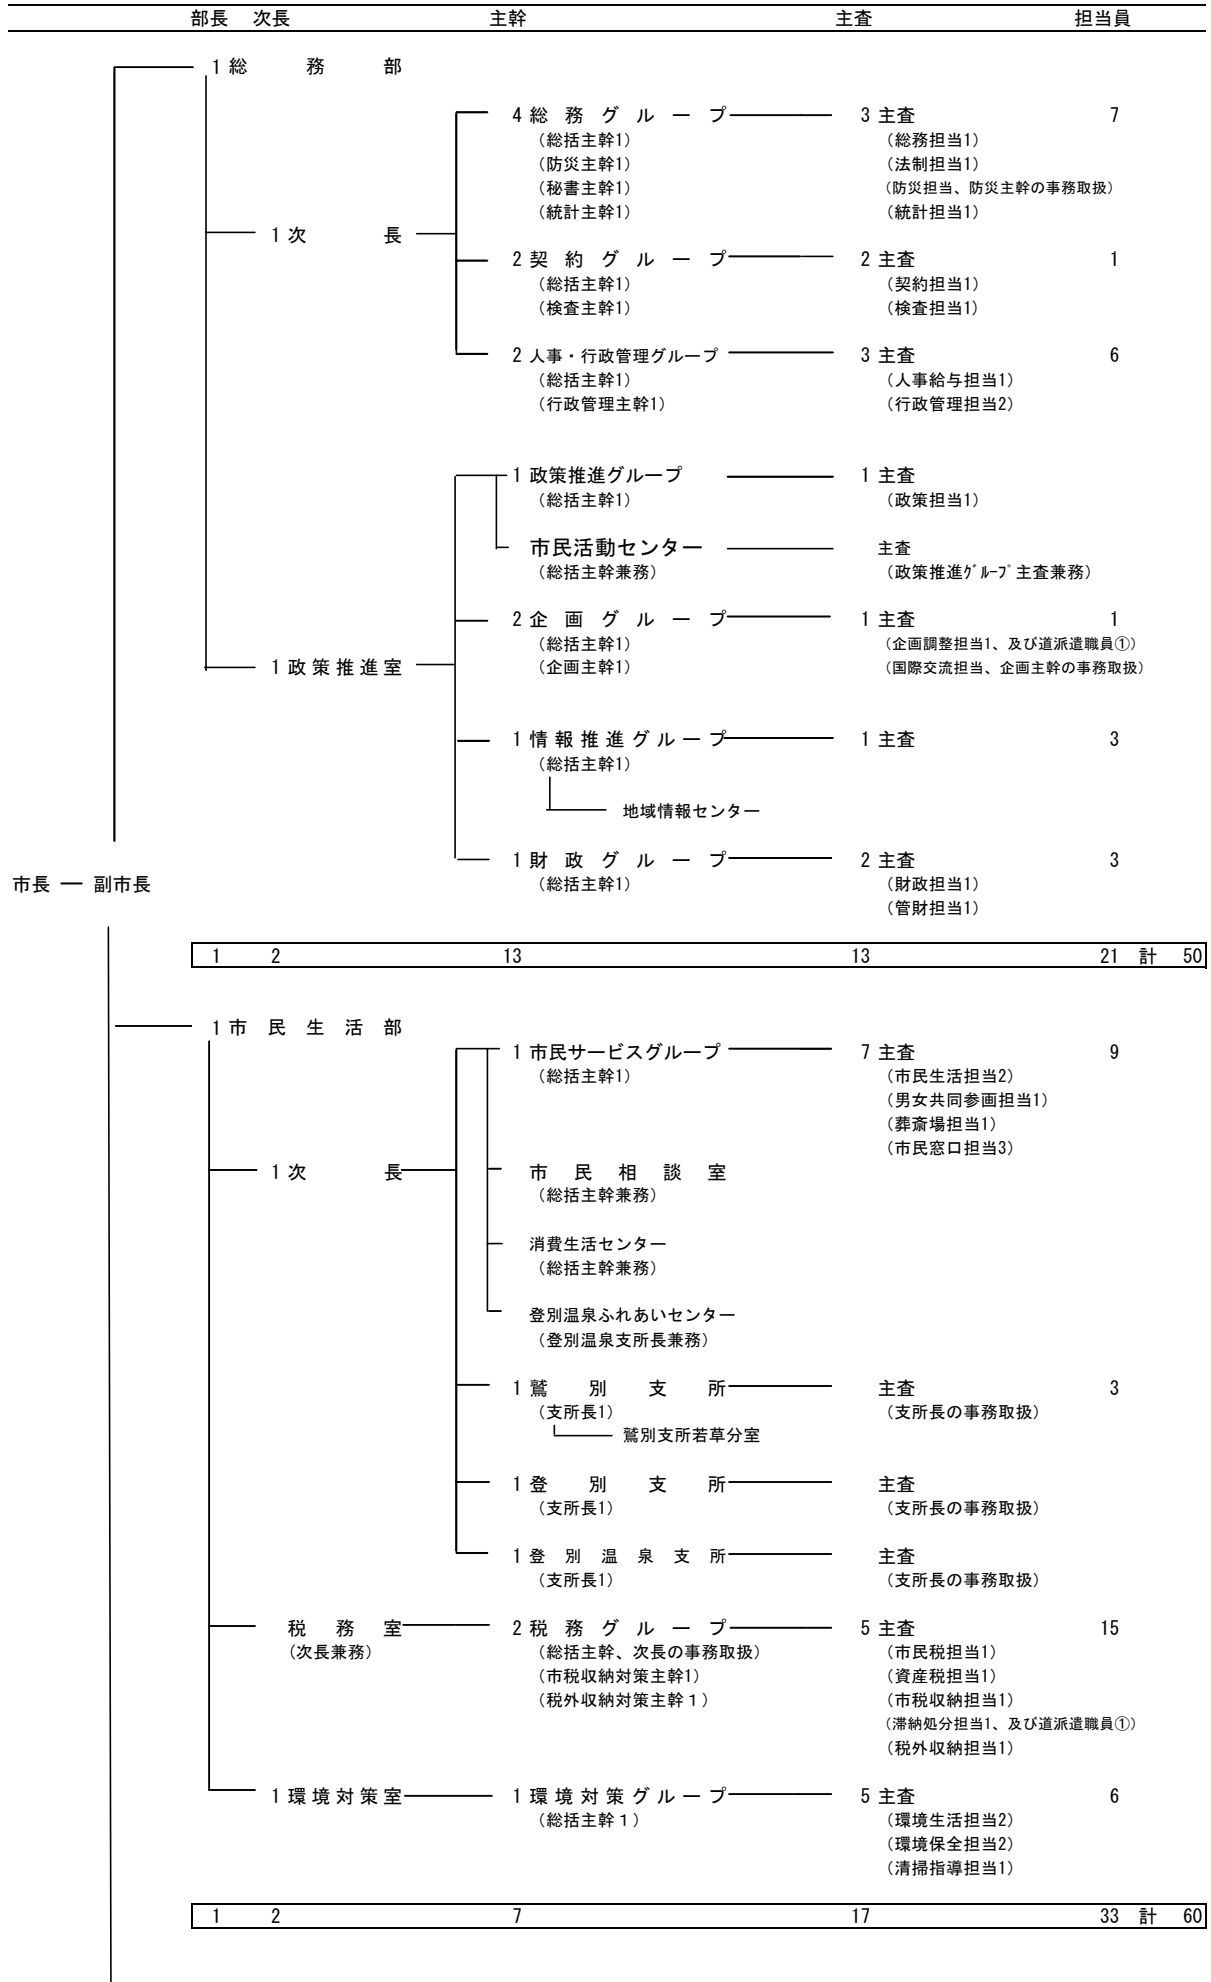 部長 次長 主幹 主査 担当員
1 総務部
4 総務グループ 3 主査 7
(総括主幹1) (総務担当1)
(防災主幹1) (法制担当1)
(秘書主幹1) (防災担当、防災主幹の事務取扱)
(統計主幹1) (統計担当1)
1 次長
2 契約グループ 2 主査 1
(総括主幹1) (契約担当1)
(検査主幹1) (検査担当1)
2 人事・行政管理グループ 3 主査 6
(総括主幹1) (人事給与担当1)
(行政管理主幹1) (行政管理担当2)
1 政策推進グループ 1 主査
(総括主幹1) (政策担当1)
市民活動センター 主査
(総括主幹兼務) (政策推進ｸﾞﾙｰﾌﾟ主査兼務)
2 企画グループ 1 主査 1
(総括主幹1) (企画調整担当1、及び道派遣職員①)
1 政策推進室 (企画主幹1) (国際交流担当、企画主幹の事務取扱)
1 情報推進グループ 1 主査 3
(総括主幹1)
地域情報センター
1 財政グループ 2 主査 3
市長 ― 副市長 (総括主幹1) (財政担当1)
(管財担当1)
1 2 13 13 21 計 50
1 市民生活部
1 市民サービスグループ 7 主査 9
(総括主幹1) (市民生活担当2)
(男女共同参画担当1)
(葬斎場担当1)
(市民窓口担当3)
1 次長 市民相談室
(総括主幹兼務)
消費生活センター
(総括主幹兼務)
登別温泉ふれあいセンター
(登別温泉支所長兼務)
1 鷲別支所 主査 3
(支所長1) (支所長の事務取扱)
鷲別支所若草分室
1 登別支所 主査
(支所長1) (支所長の事務取扱)
1 登別温泉支所 主査
(支所長1) (支所長の事務取扱)
税務室 2 税務グループ 5 主査 15
(次長兼務) (総括主幹、次長の事務取扱) (市民税担当1)
(市税収納対策主幹1) (資産税担当1)
(税外収納対策主幹１) (市税収納担当1)
(滞納処分担当1、及び道派遣職員①)
(税外収納担当1)
1 環境対策室 1 環境対策グループ 5 主査 6
(総括主幹１) (環境生活担当2)
(環境保全担当2)
(清掃指導担当1)
1 2 7 17 33 計 60